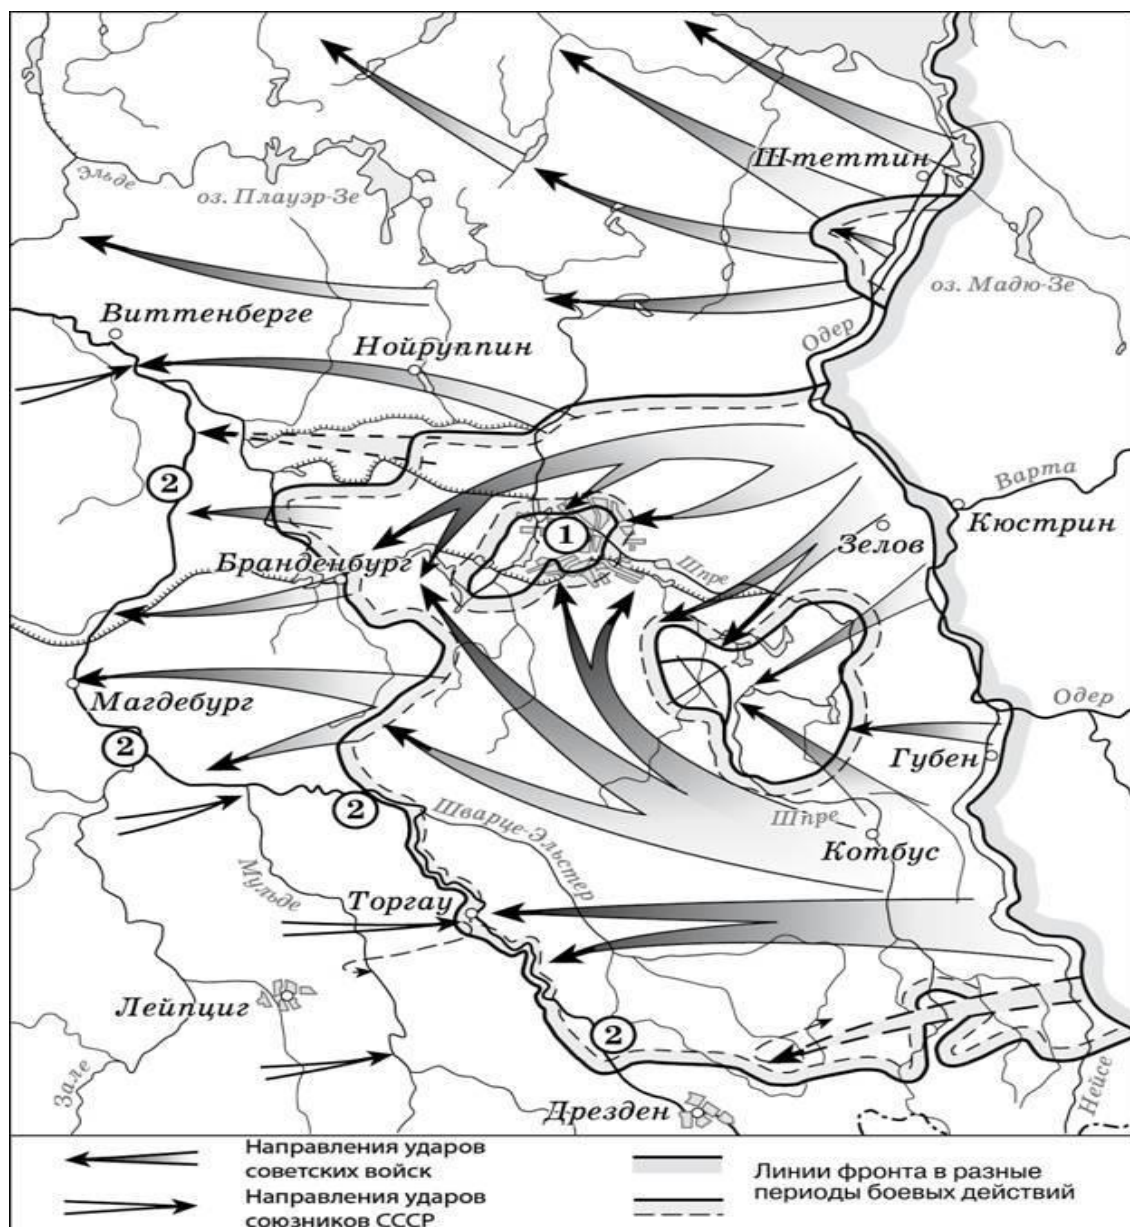 Штеттин
Эльде
оз. Плауэр-Зе
оз. Мадю-Зе
Виттенберге
Одер
Нойруппин
2
Варта
Кюстрин
1
Зелов
Шпре
Бранденбург
Магдебург
Одер
2
Губен
2
Шварце-Эльстер
Шпре
Котбус
Мульде
Торгау
Лейпциг
2
Зале
Нейсе
Дрезден
Направления ударов
советских войск
Направления ударов
союзников СССР
Линии фронта в разные
периоды боевых действий